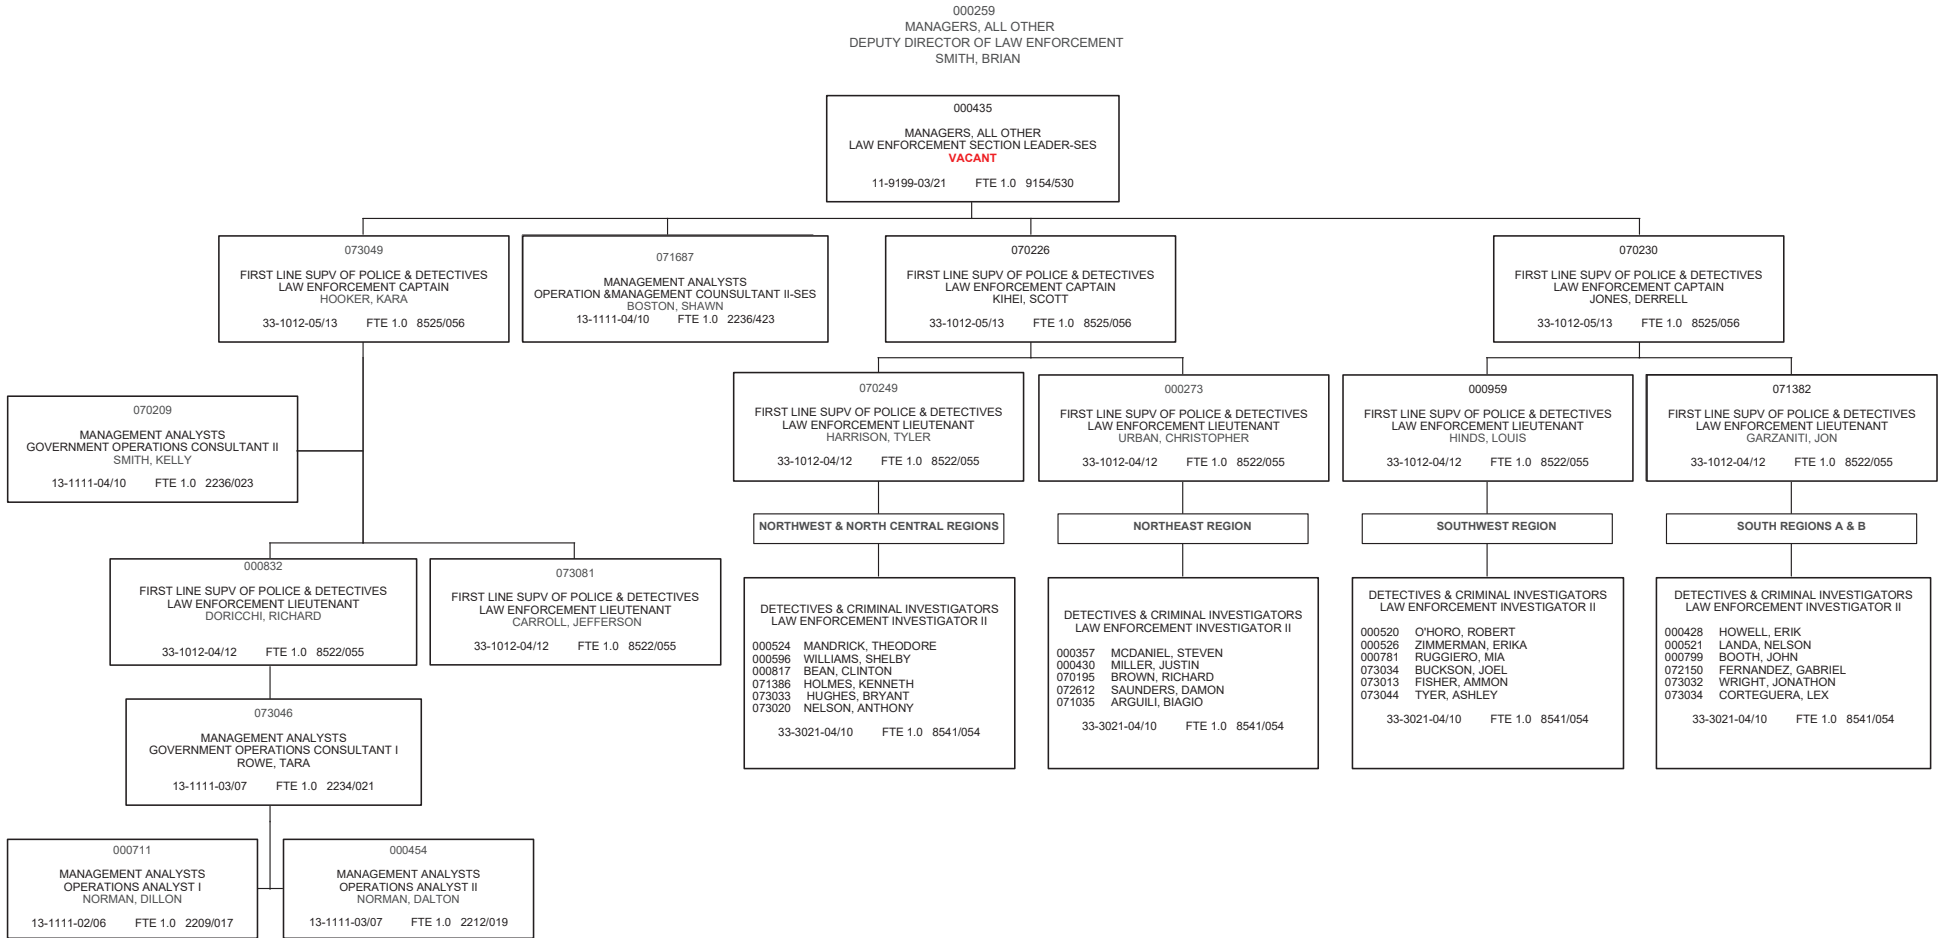 000259
MANAGERS, ALL OTHER
DEPUTY DIRECTOR OF LAW ENFORCEMENT
SMITH, BRIAN
000435
MANAGERS, ALL OTHER
LAW ENFORCEMENT SECTION LEADER-SES
VACANT
11-9199-03/21 FTE 1.0 9154/530
073049
FIRST LINE SUPV OF POLICE & DETECTIVES
LAW ENFORCEMENT CAPTAIN
HOOKER, KARA
33-1012-05/13 FTE 1.0 8525/056
071687
MANAGEMENT ANALYSTS
OPERATION &MANAGEMENT COUNSULTANT II-SES
BOSTON, SHAWN
13-1111-04/10 FTE 1.0 2236/423
070226
FIRST LINE SUPV OF POLICE & DETECTIVES
LAW ENFORCEMENT CAPTAIN
KIHEI, SCOTT
33-1012-05/13 FTE 1.0 8525/056
070230
FIRST LINE SUPV OF POLICE & DETECTIVES
LAW ENFORCEMENT CAPTAIN
JONES, DERRELL
33-1012-05/13 FTE 1.0 8525/056
070209
MANAGEMENT ANALYSTS
GOVERNMENT OPERATIONS CONSULTANT II
SMITH, KELLY
13-1111-04/10 FTE 1.0 2236/023
070249
FIRST LINE SUPV OF POLICE & DETECTIVES
LAW ENFORCEMENT LIEUTENANT
HARRISON, TYLER
33-1012-04/12 FTE 1.0 8522/055
000273
FIRST LINE SUPV OF POLICE & DETECTIVES
LAW ENFORCEMENT LIEUTENANT
URBAN, CHRISTOPHER
33-1012-04/12 FTE 1.0 8522/055
000959
FIRST LINE SUPV OF POLICE & DETECTIVES
LAW ENFORCEMENT LIEUTENANT
HINDS, LOUIS
33-1012-04/12 FTE 1.0 8522/055
071382
FIRST LINE SUPV OF POLICE & DETECTIVES
LAW ENFORCEMENT LIEUTENANT
GARZANITI, JON
33-1012-04/12 FTE 1.0 8522/055
NORTHWEST & NORTH CENTRAL REGIONS
NORTHEAST REGION
SOUTHWEST REGION
SOUTH REGIONS A & B
000832
FIRST LINE SUPV OF POLICE & DETECTIVES
LAW ENFORCEMENT LIEUTENANT
DORICCHI, RICHARD
33-1012-04/12 FTE 1.0 8522/055
073081
FIRST LINE SUPV OF POLICE & DETECTIVES
LAW ENFORCEMENT LIEUTENANT
CARROLL, JEFFERSON
33-1012-04/12 FTE 1.0 8522/055
DETECTIVES & CRIMINAL INVESTIGATORS
LAW ENFORCEMENT INVESTIGATOR II
000524 MANDRICK, THEODORE
000596 WILLIAMS, SHELBY
000817 BEAN, CLINTON
071386 HOLMES, KENNETH
073033 HUGHES, BRYANT
073020 NELSON, ANTHONY
33-3021-04/10 FTE 1.0 8541/054
DETECTIVES & CRIMINAL INVESTIGATORS
LAW ENFORCEMENT INVESTIGATOR II
000357 MCDANIEL, STEVEN
000430 MILLER, JUSTIN
070195 BROWN, RICHARD
072612 SAUNDERS, DAMON
071035 ARGUILI, BIAGIO
33-3021-04/10 FTE 1.0 8541/054
DETECTIVES & CRIMINAL INVESTIGATORS
LAW ENFORCEMENT INVESTIGATOR II
000520 O'HORO, ROBERT
000526 ZIMMERMAN, ERIKA
000781 RUGGIERO, MIA
073034 BUCKSON, JOEL
073013 FISHER, AMMON
073044 TYER, ASHLEY
33-3021-04/10 FTE 1.0 8541/054
DETECTIVES & CRIMINAL INVESTIGATORS
LAW ENFORCEMENT INVESTIGATOR II
000428 HOWELL, ERIK
000521 LANDA, NELSON
000799 BOOTH, JOHN
072150 FERNANDEZ, GABRIEL
073032 WRIGHT, JONATHON
073034 CORTEGUERA, LEX
33-3021-04/10 FTE 1.0 8541/054
073046
MANAGEMENT ANALYSTS
GOVERNMENT OPERATIONS CONSULTANT I
ROWE, TARA
13-1111-03/07 FTE 1.0 2234/021
000711
MANAGEMENT ANALYSTS
OPERATIONS ANALYST I
NORMAN, DILLON
13-1111-02/06 FTE 1.0 2209/017
000454
MANAGEMENT ANALYSTS
OPERATIONS ANALYST II
NORMAN, DALTON
13-1111-03/07 FTE 1.0 2212/019